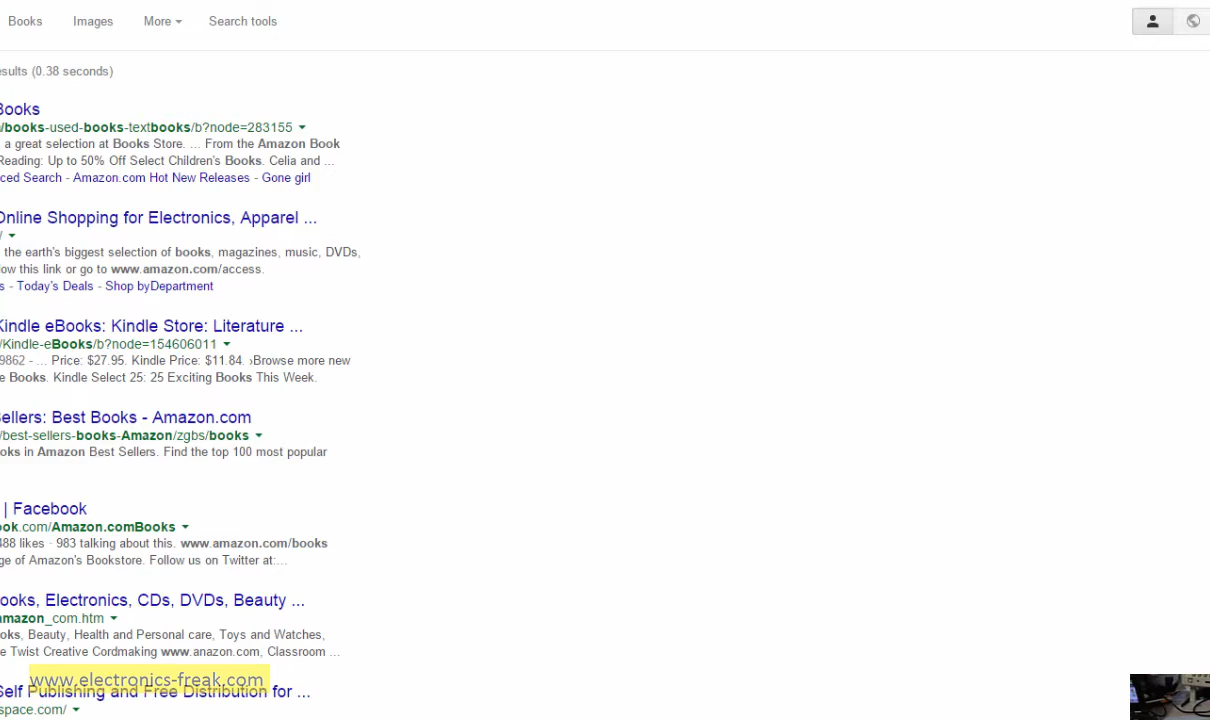 Books Images More Search tools
esults (0.38 seconds)
Books
/books-used-books-textbooks/b?node=283155
a great selection at Books Store. ... From the Amazon Book
Reading: Up to 50% Off Select Children's Books. Celia and ...
ced Search - Amazon.com Hot New Releases - Gone girl
Online Shopping for Electronics, Apparel ...
/
the earth's biggest selection of books, magazines, music, DVDs,
ow this link or go to www.amazon.com/access.
s - Today's Deals - Shop byDepartment
Kindle eBooks: Kindle Store: Literature ...
/Kindle-eBooks/b?node=154606011
9862 - ... Price: $27.95. Kindle Price: $11.84. ›Browse more new
e Books. Kindle Select 25: 25 Exciting Books This Week.
ellers: Best Books - Amazon.com
/best-sellers-books-Amazon/zgbs/books
oks in Amazon Best Sellers. Find the top 100 most popular
| Facebook
ook.com/Amazon.comBooks
488 likes · 983 talking about this. www.amazon.com/books
ge of Amazon's Bookstore. Follow us on Twitter at:...
ooks, Electronics, CDs, DVDs, Beauty ...
amazon_com.htm
oks, Beauty, Health and Personal care, Toys and Watches,
e Twist Creative Cordmaking www.anazon.com, Classroom ...
www.electronics-freak.com
Self Publishing and Free Distribution for ...
space.com/